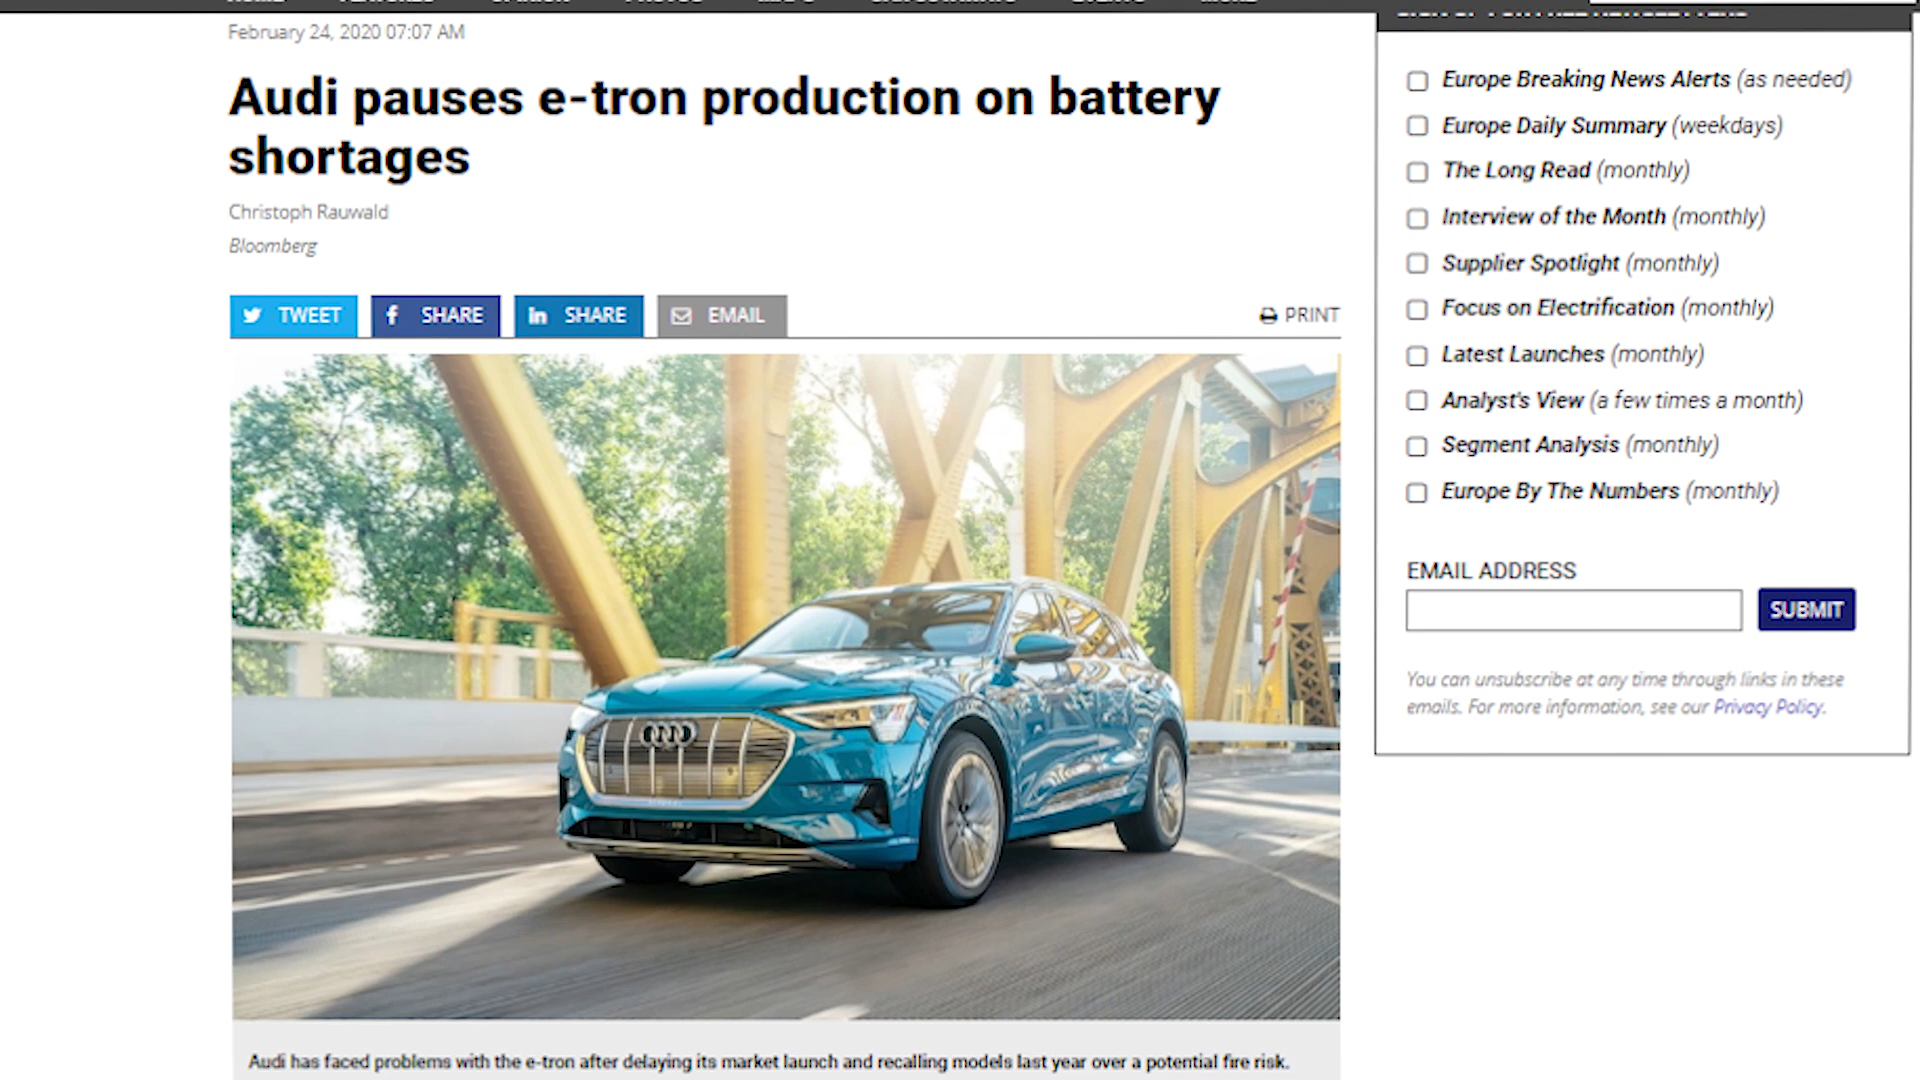 February 24, 2020 07:07 AM
Audi pauses e-tron production on battery
shortages
Christoph Rauwald
Bloomberg
TWEET
SHARE
SHARE
EMAIL
PRINT
Audi has faced problems with the e-tron after delaying its market launch and recalling models last year over a potential fire risk.
Europe Breaking News Alerts (as needed)
Europe Daily Summary (weekdays)
The Long Read (monthly)
Interview of the Month (monthly)
Supplier Spotlight (monthly)
Focus on Electrification (monthly)
Latest Launches (monthly)
Analyst's View (a few times a month)
Segment Analysis (monthly)
Europe By The Numbers (monthly)
EMAIL ADDRESS
SUBMIT
You can unsubscribe at any time through links in these
emails. For more information, see our Privacy Policy.